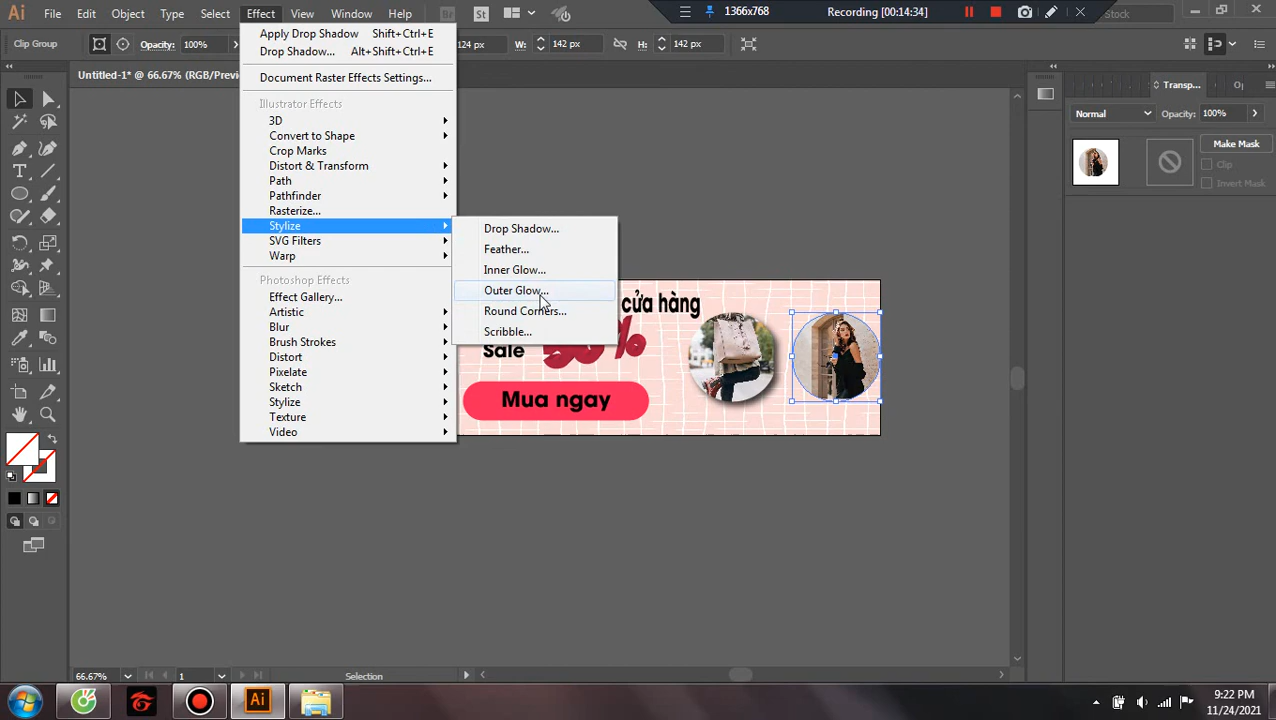 Ai File Edit Object Type Select Effect View Window Help Br St
1366x768 Recording [00:14:34] Stock
Clip Group Opacity: 100% 124 px W: 142 px H: 142 px
Untitled-1* @ 66.67% (RGB/Previ
Apply Drop Shadow Shift+Ctrl+E
Drop Shadow... Alt+Shift+Ctrl+E
Document Raster Effects Settings...
Illustrator Effects
3D
Convert to Shape
Crop Marks
Distort & Transform
Path
Pathfinder
Rasterize...
Stylize
SVG Filters
Warp
Photoshop Effects
Effect Gallery...
Artistic
Blur
Brush Strokes
Distort
Pixelate
Sketch
Stylize
Texture
Video
Drop Shadow...
Feather...
Inner Glow...
Outer Glow...
Round Corners...
Scribble...
cửa hàng
Sale %
Mua ngay
Transp...
Normal Opacity: 100%
Make Mask
Clip
Invert Mask
66.67% 1 Selection
Ai
9:22 PM
11/24/2021